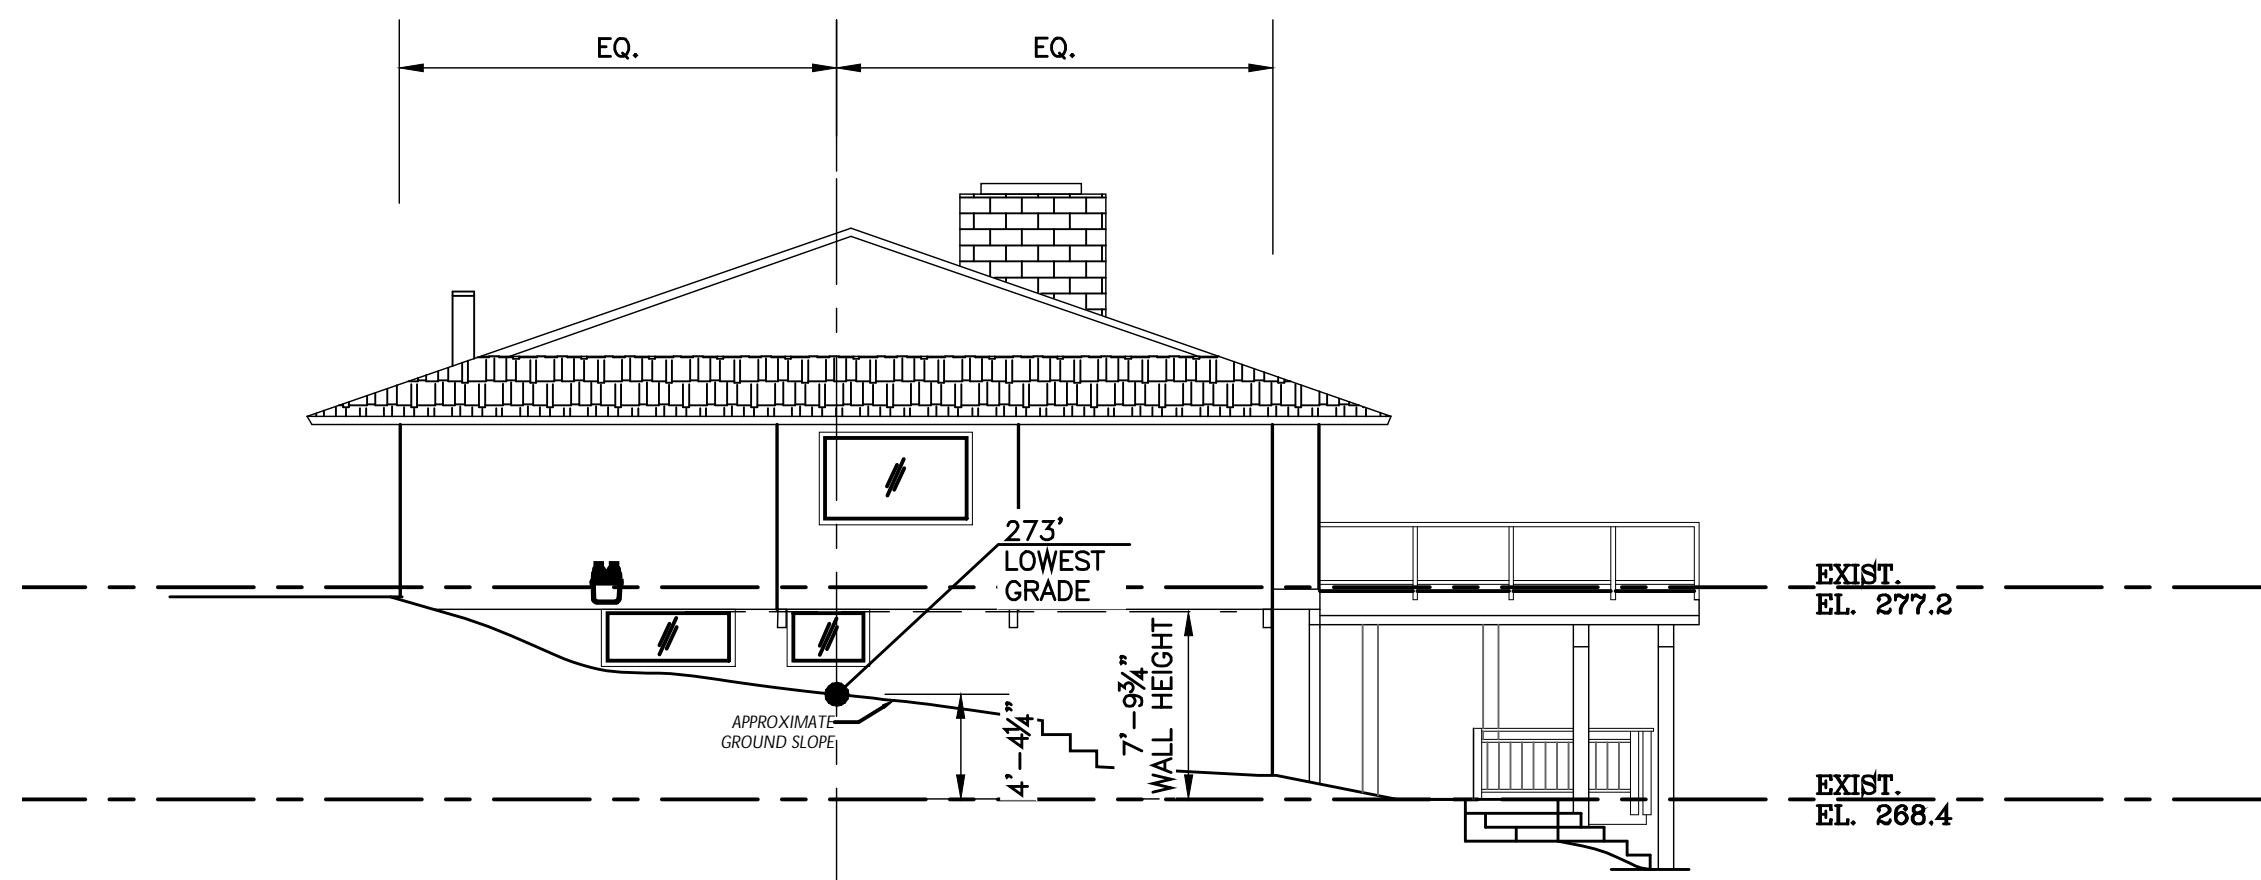 EQ.
EQ.
273'
LOWEST
GRADE
EXIST.
EL. 277.2
APPROXIMATE
GROUND SLOPE
4'-4¼"
7'-9¾"
WALL HEIGHT
EXIST.
EL. 268.4